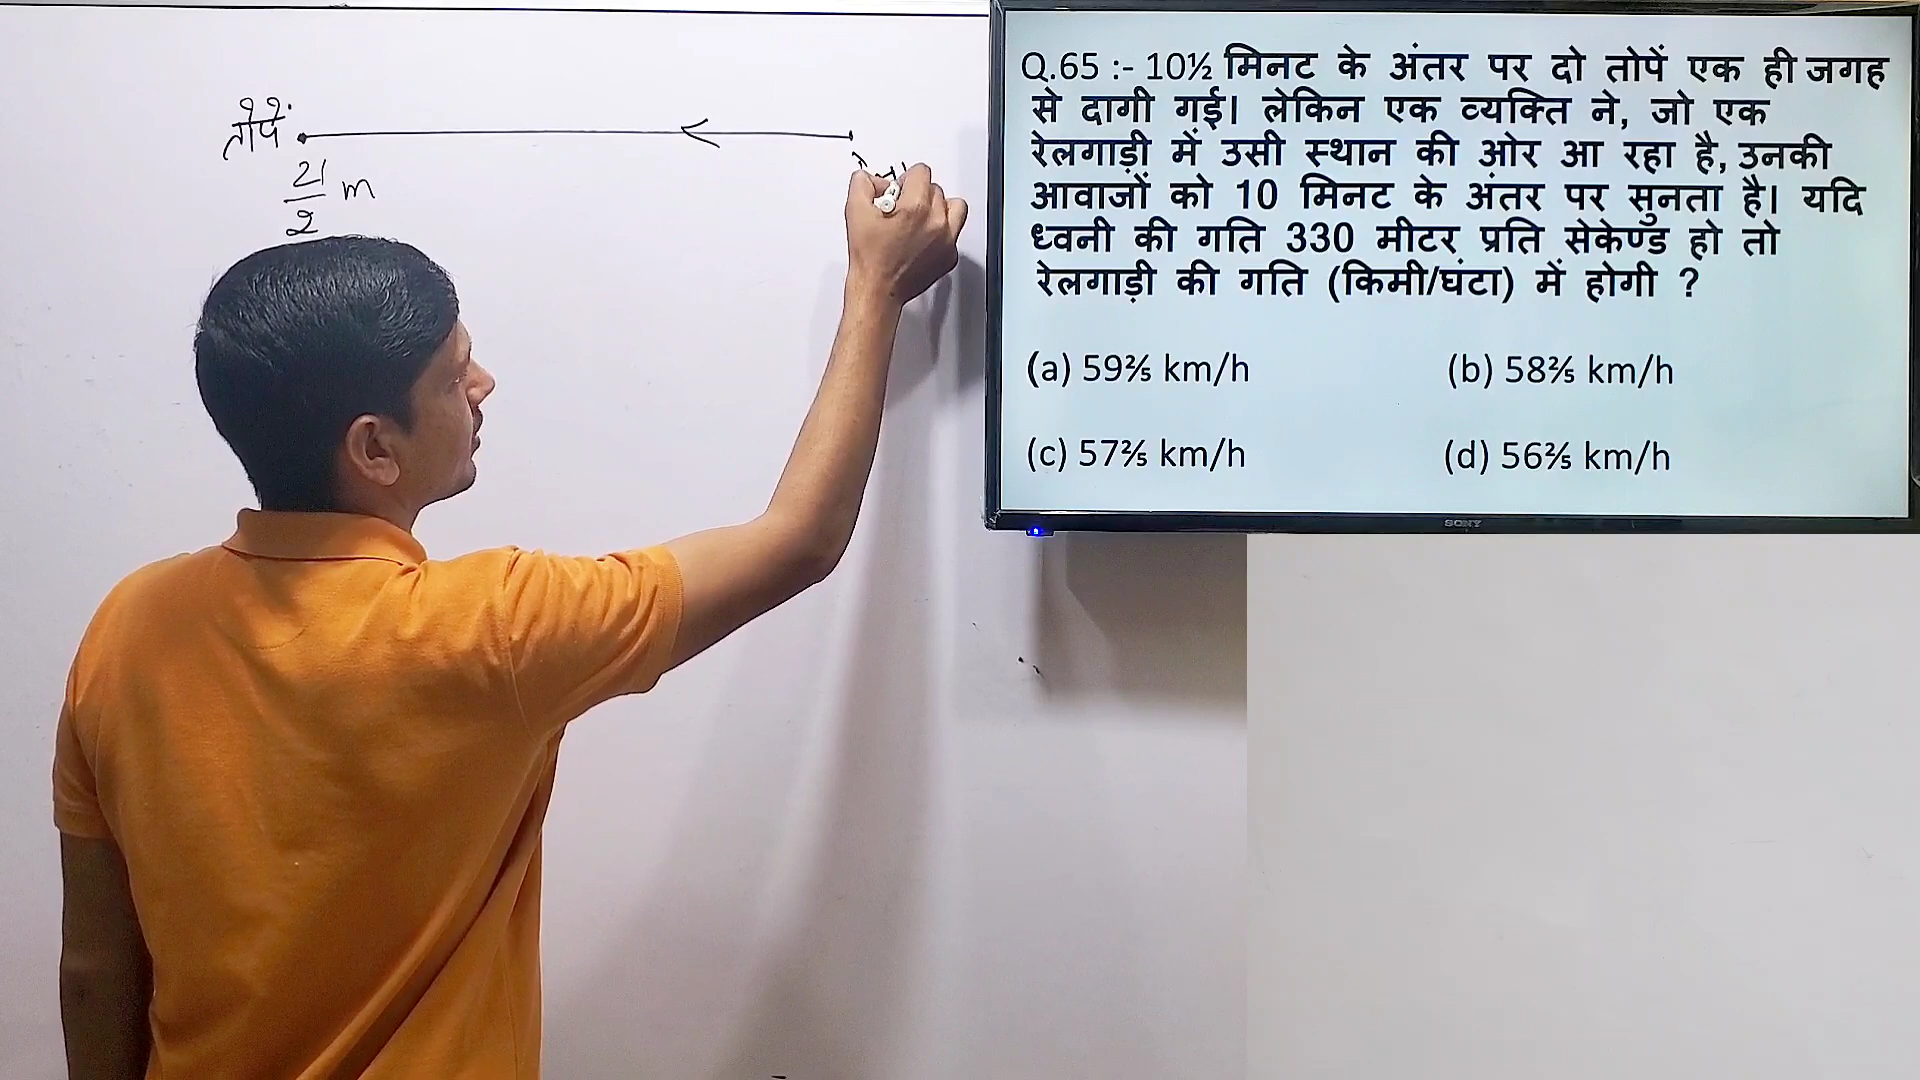 तोपें
21
2
m
Q.65 :- 10½ मिनट के अंतर पर दो तोपें एक ही जगह
से दागी गई। लेकिन एक व्यक्ति ने, जो एक
रेलगाड़ी में उसी स्थान की ओर आ रहा है, उनकी
आवाजों को 10 मिनट के अंतर पर सुनता है। यदि
ध्वनी की गति 330 मीटर प्रति सेकेण्ड हो तो
रेलगाड़ी की गति (किमी/घंटा) में होगी ?
(a) 59⅖ km/h (b) 58⅖ km/h
(c) 57⅖ km/h (d) 56⅖ km/h
SONY